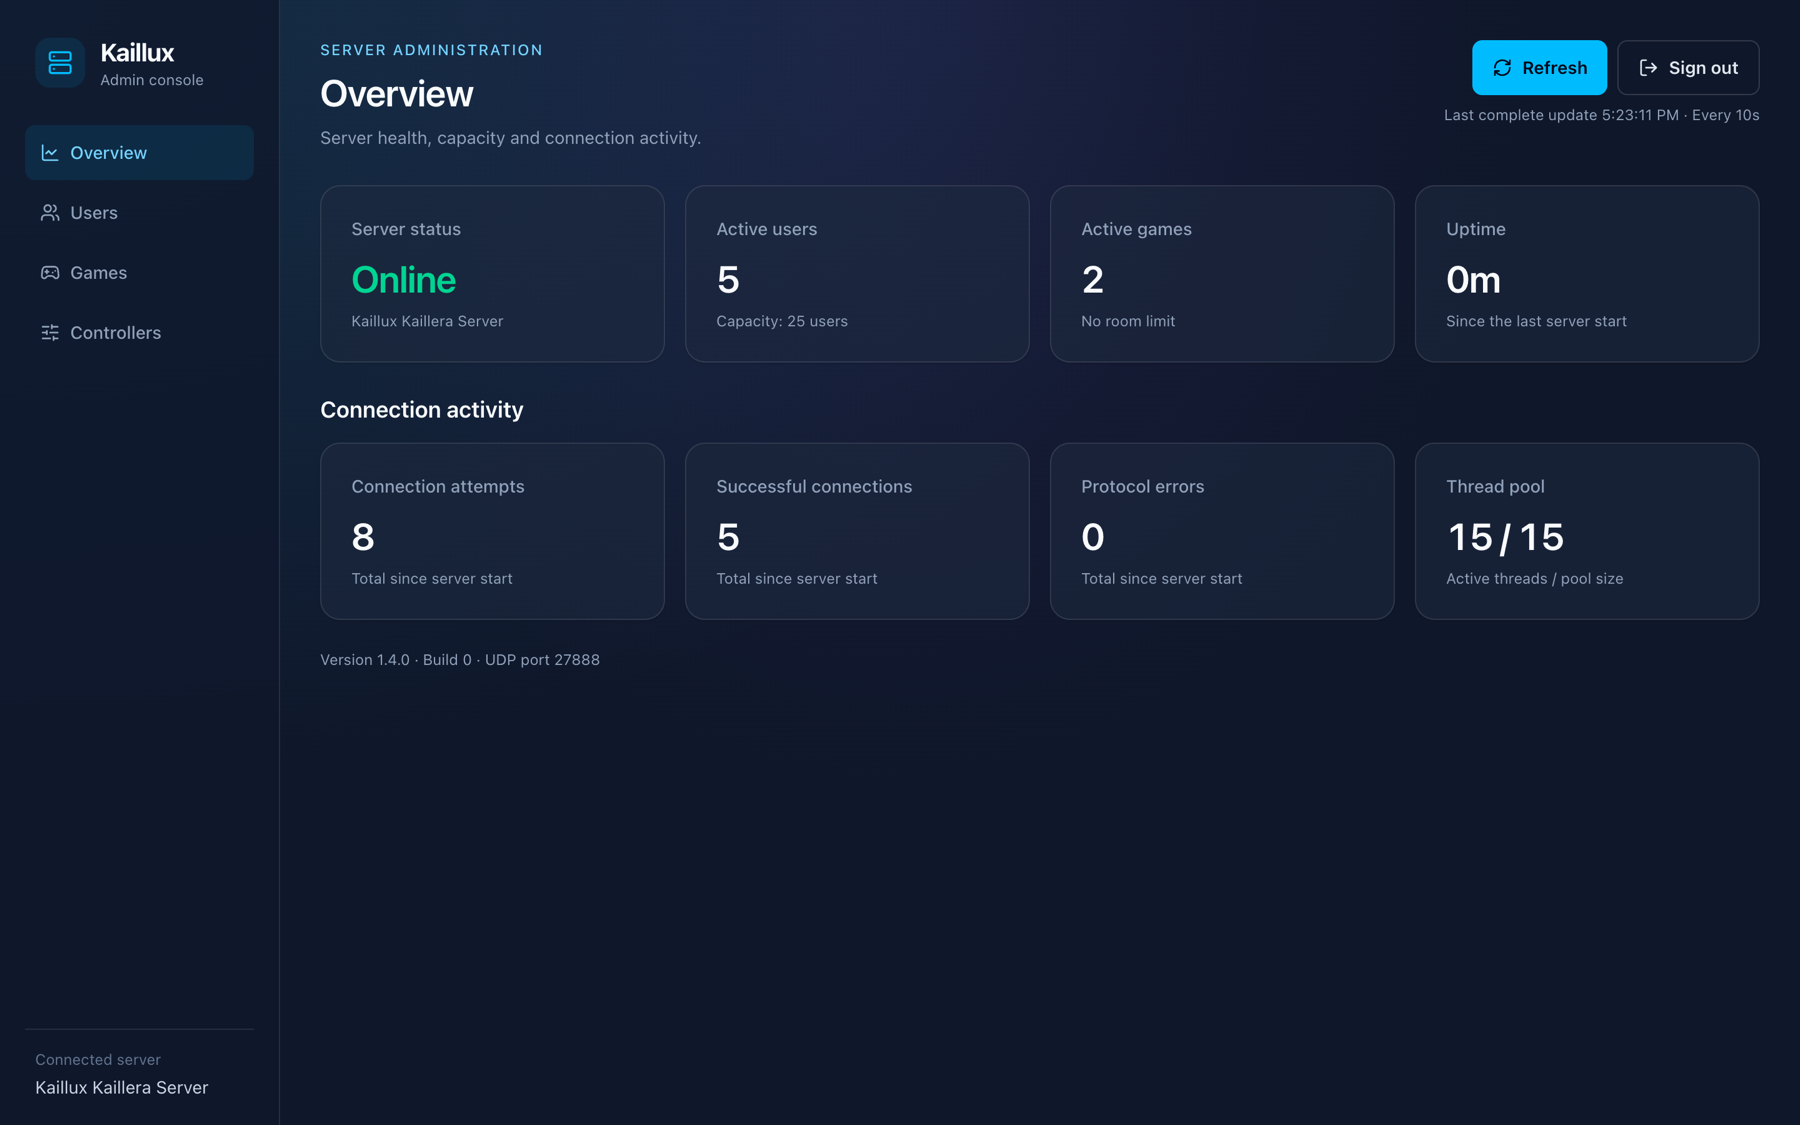 Kaillux
Admin console
Overview
Users
Games
Controllers
Connected server
Kaillux Kaillera Server
SERVER ADMINISTRATION
Overview
Server health, capacity and connection activity.
Refresh
Sign out
Last complete update 5:23:11 PM · Every 10s
Server status
Online
Kaillux Kaillera Server
Active users
5
Capacity: 25 users
Active games
2
No room limit
Uptime
0m
Since the last server start
Connection activity
Connection attempts
8
Total since server start
Successful connections
5
Total since server start
Protocol errors
0
Total since server start
Thread pool
15 / 15
Active threads / pool size
Version 1.4.0 · Build 0 · UDP port 27888